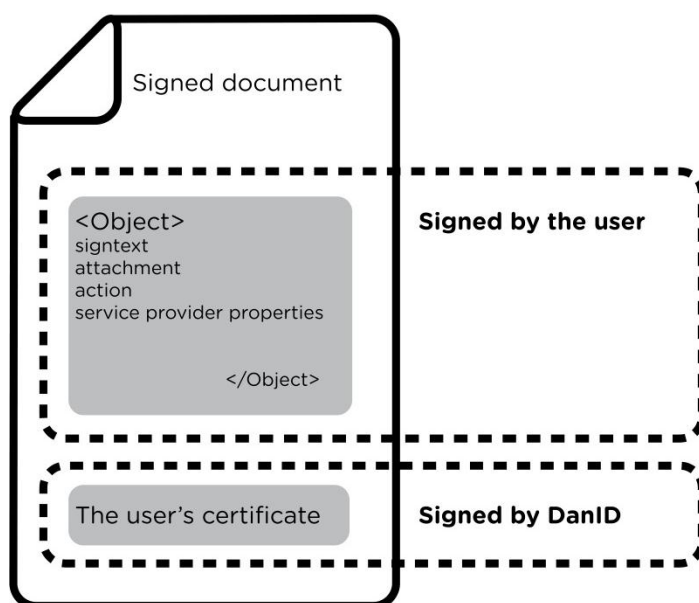 Signed document
<Object>
signtext
attachment
action
service provider properties
</Object>
Signed by the user
The user’s certificate
Signed by DanID